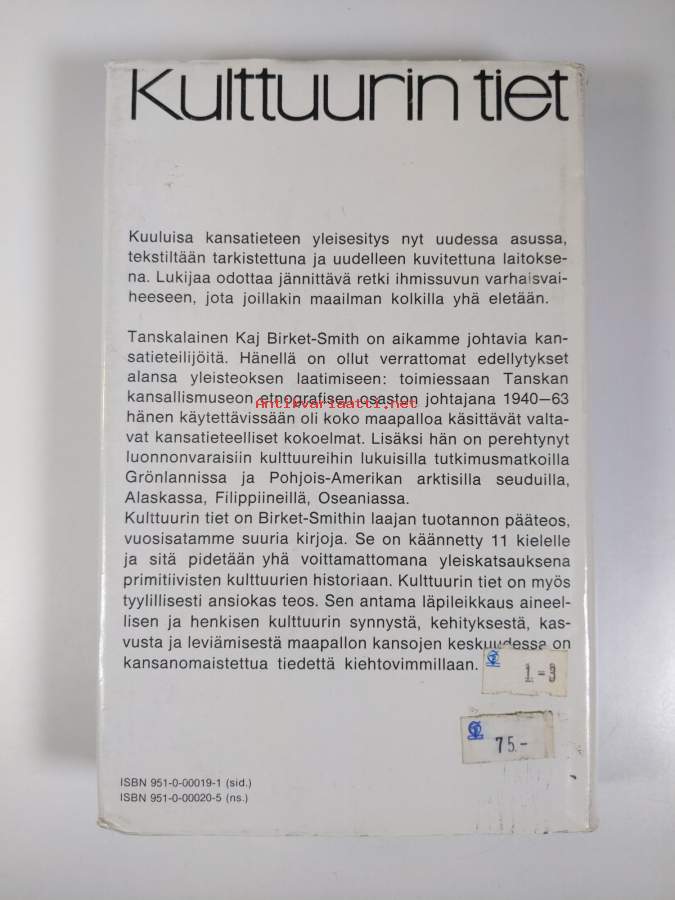 Kulttuurin tiet
Kuuluisa kansatieteen yleisesitys nyt uudessa asussa,
tekstiltään tarkistettuna ja uudelleen kuvitettuna laitokse-
na. Lukijaa odottaa jännittävä retki ihmissuvun varhaisvai-
heeseen, jota joillakin maailman kolkilla yhä eletään.
Tanskalainen Kaj Birket-Smith on aikamme johtavia kan-
satieteilijöitä. Hänellä on ollut verrattomat edellytykset
alansa yleisteoksen laatimiseen: toimiessaan Tanskan
kansallismuseon etnografisen osaston johtajana 1940—63
Antikvariaatti.net
hänen käytettävissään oli koko maapalloa käsittävät valta-
vat kansatieteelliset kokoelmat. Lisäksi hän on perehtynyt
luonnonvaraisiin kulttuureihin lukuisilla tutkimusmatkoilla
Grönlannissa ja Pohjois-Amerikan arktisilla seuduilla,
Alaskassa, Filippiineillä, Oseaniassa.
Kulttuurin tiet on Birket-Smithin laajan tuotannon pääteos,
vuosisatamme suuria kirjoja. Se on käännetty 11 kielelle
ja sitä pidetään yhä voittamattomana yleiskatsauksena
primitiivisten kulttuurien historiaan. Kulttuurin tiet on myös
tyylillisesti ansiokas teos. Sen antama läpileikkaus aineel-
lisen ja henkisen kulttuurin synnystä, kehityksestä, kas-
vusta ja leviämisestä maapallon kansojen keskuudessa on
kansanomaistettua tiedettä kiehtovimmillaan.
1-3
75.-
ISBN 951-0-00019-1 (sid.)
ISBN 951-0-00020-5 (ns.)